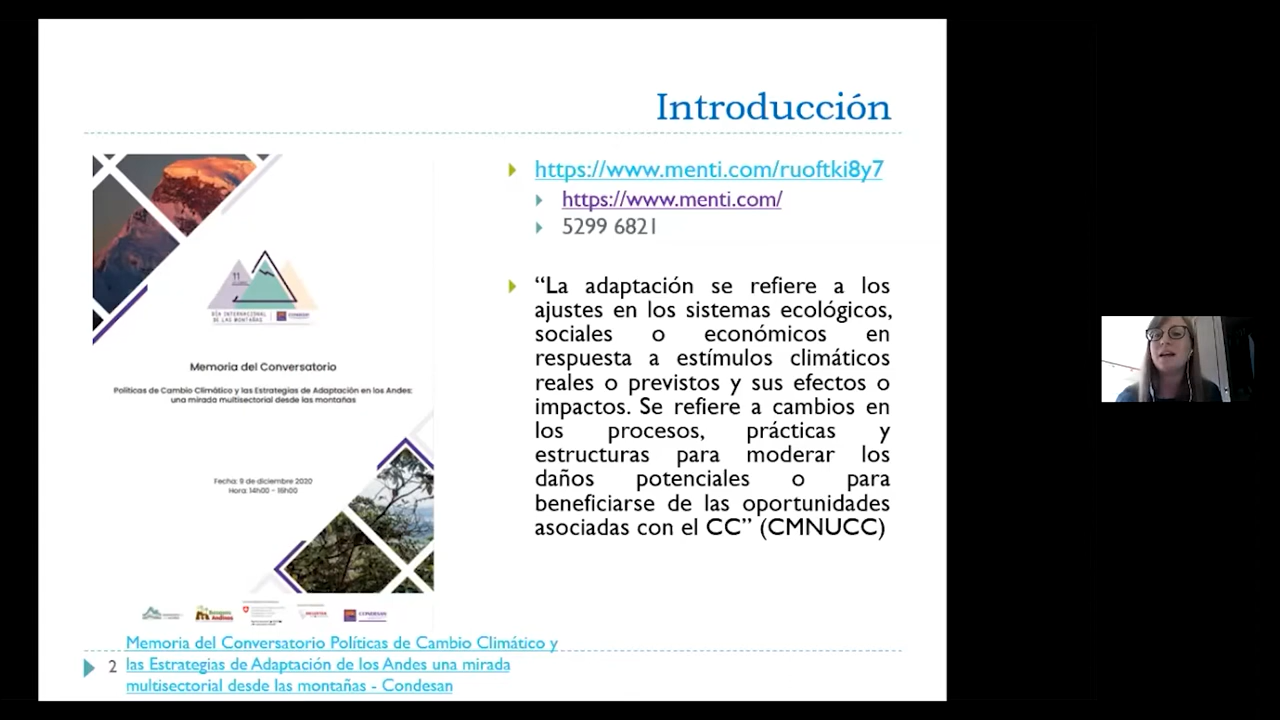 Introducción
https://www.menti.com/ruoftki8y7
https://www.menti.com/
5299 6821
“La adaptación se refiere a los
ajustes en los sistemas ecológicos,
sociales o económicos en
respuesta a estímulos climáticos
reales o previstos y sus efectos o
impactos. Se refiere a cambios en
los procesos, prácticas y
estructuras para moderar los
daños potenciales o para
beneficiarse de las oportunidades
asociadas con el CC” (CMNUCC)
11
DÍA INTERNACIONAL
DE LAS MONTAÑAS
CONDESAN
Memoria del Conversatorio
Políticas de Cambio Climático y las Estrategias de Adaptación en los Andes:
una mirada multisectorial desde las montañas
Fecha: 9 de diciembre 2020
Hora: 14h00 - 16h00
Bosques
Andinos
CONDESAN
Memoria del Conversatorio Políticas de Cambio Climático y
las Estrategias de Adaptación de los Andes una mirada
multisectorial desde las montañas - Condesan
2